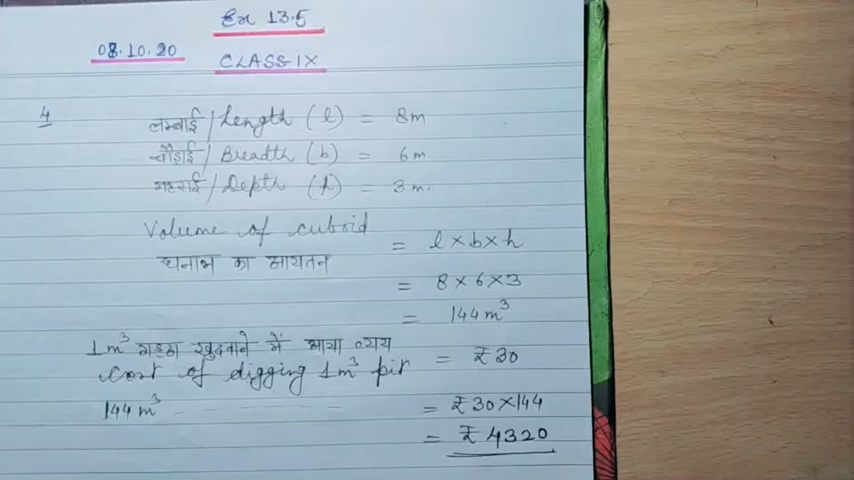 Ex 13.5
08.10.20
CLASS-IX
4
लम्बाई / Length (l) = 8m
चौड़ाई / Breadth (b) = 6m
गहराई / Depth (h) = 3m.
Volume of cuboid
घनाभ का आयतन = l×b×h
= 8×6×3
= 144 m³
1m³ गड्ढा खुदवाने में आया व्यय
Cost of digging 1m³ pit = ₹30
144 m³ = ₹30×144
= ₹4320